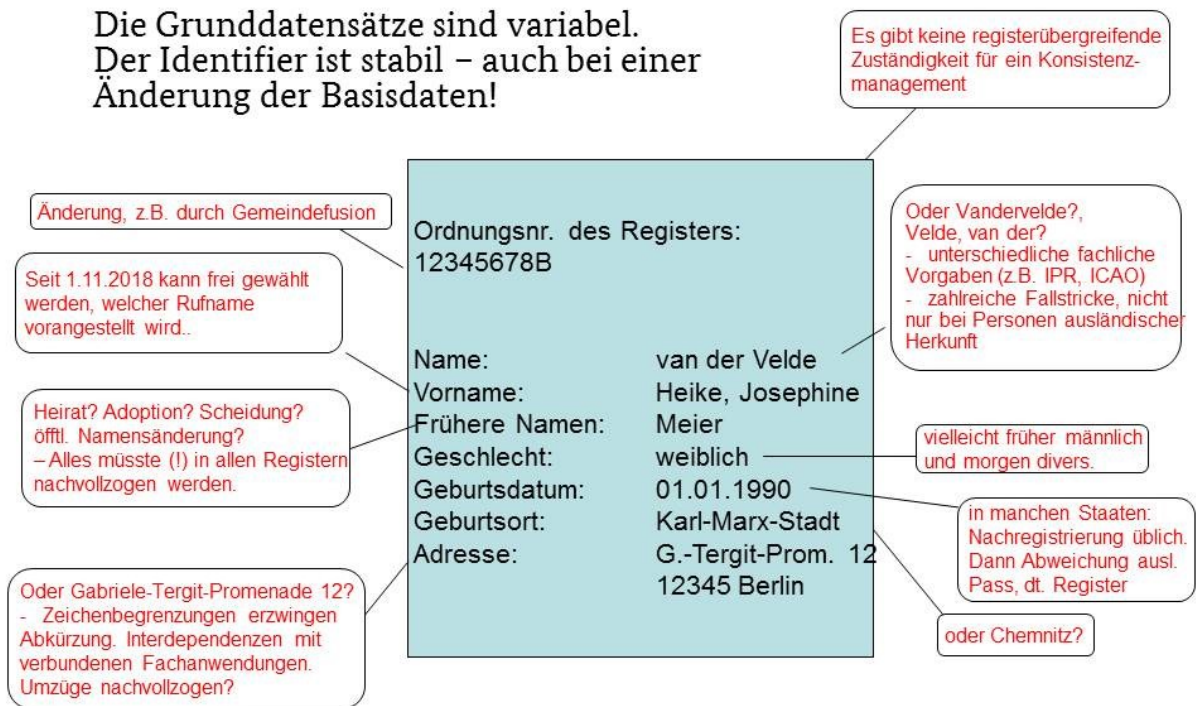 Die Grunddatensätze sind variabel.
Der Identifier ist stabil – auch bei einer
Änderung der Basisdaten!
Es gibt keine registerübergreifende
Zuständigkeit für ein Konsistenz-
management
Änderung, z.B. durch Gemeindefusion
Seit 1.11.2018 kann frei gewählt
werden, welcher Rufname
vorangestellt wird..
Heirat? Adoption? Scheidung?
öfftl. Namensänderung?
– Alles müsste (!) in allen Registern
nachvollzogen werden.
Oder Gabriele-Tergit-Promenade 12?
- Zeichenbegrenzungen erzwingen
Abkürzung. Interdependenzen mit
verbundenen Fachanwendungen.
Umzüge nachvollzogen?
Ordnungsnr. des Registers:
12345678B
Name: van der Velde
Vorname: Heike, Josephine
Frühere Namen: Meier
Geschlecht: weiblich
Geburtsdatum: 01.01.1990
Geburtsort: Karl-Marx-Stadt
Adresse: G.-Tergit-Prom. 12
12345 Berlin
Oder Vandervelde?,
Velde, van der?
- unterschiedliche fachliche
Vorgaben (z.B. IPR, ICAO)
- zahlreiche Fallstricke, nicht
nur bei Personen ausländischer
Herkunft
vielleicht früher männlich
und morgen divers.
in manchen Staaten:
Nachregistrierung üblich.
Dann Abweichung ausl.
Pass, dt. Register
oder Chemnitz?